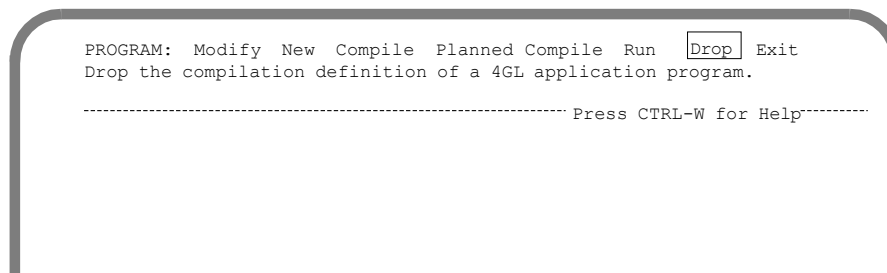 PROGRAM: Modify New Compile Planned Compile Run Drop Exit
Drop the compilation definition of a 4GL application program.
Press CTRL-W for Help